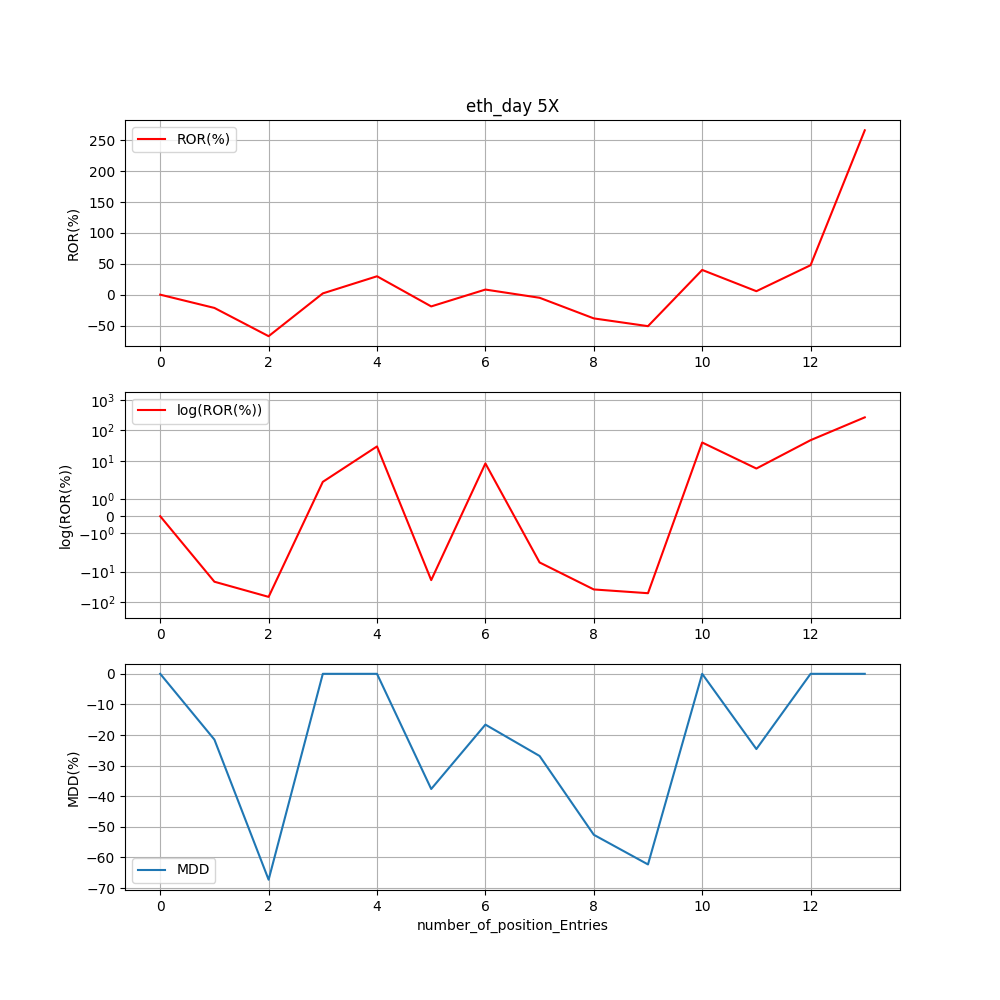 eth_day 5X
250
200
150
100
50
0
−50
ROR(%)
ROR(%)
0 2 4 6 8 10 12
10³
10²
10¹
10⁰
0
−10⁰
−10¹
−10²
log(ROR(%))
log(ROR(%))
0 2 4 6 8 10 12
0
−10
−20
−30
−40
−50
−60
−70
MDD(%)
MDD
0 2 4 6 8 10 12
number_of_position_Entries